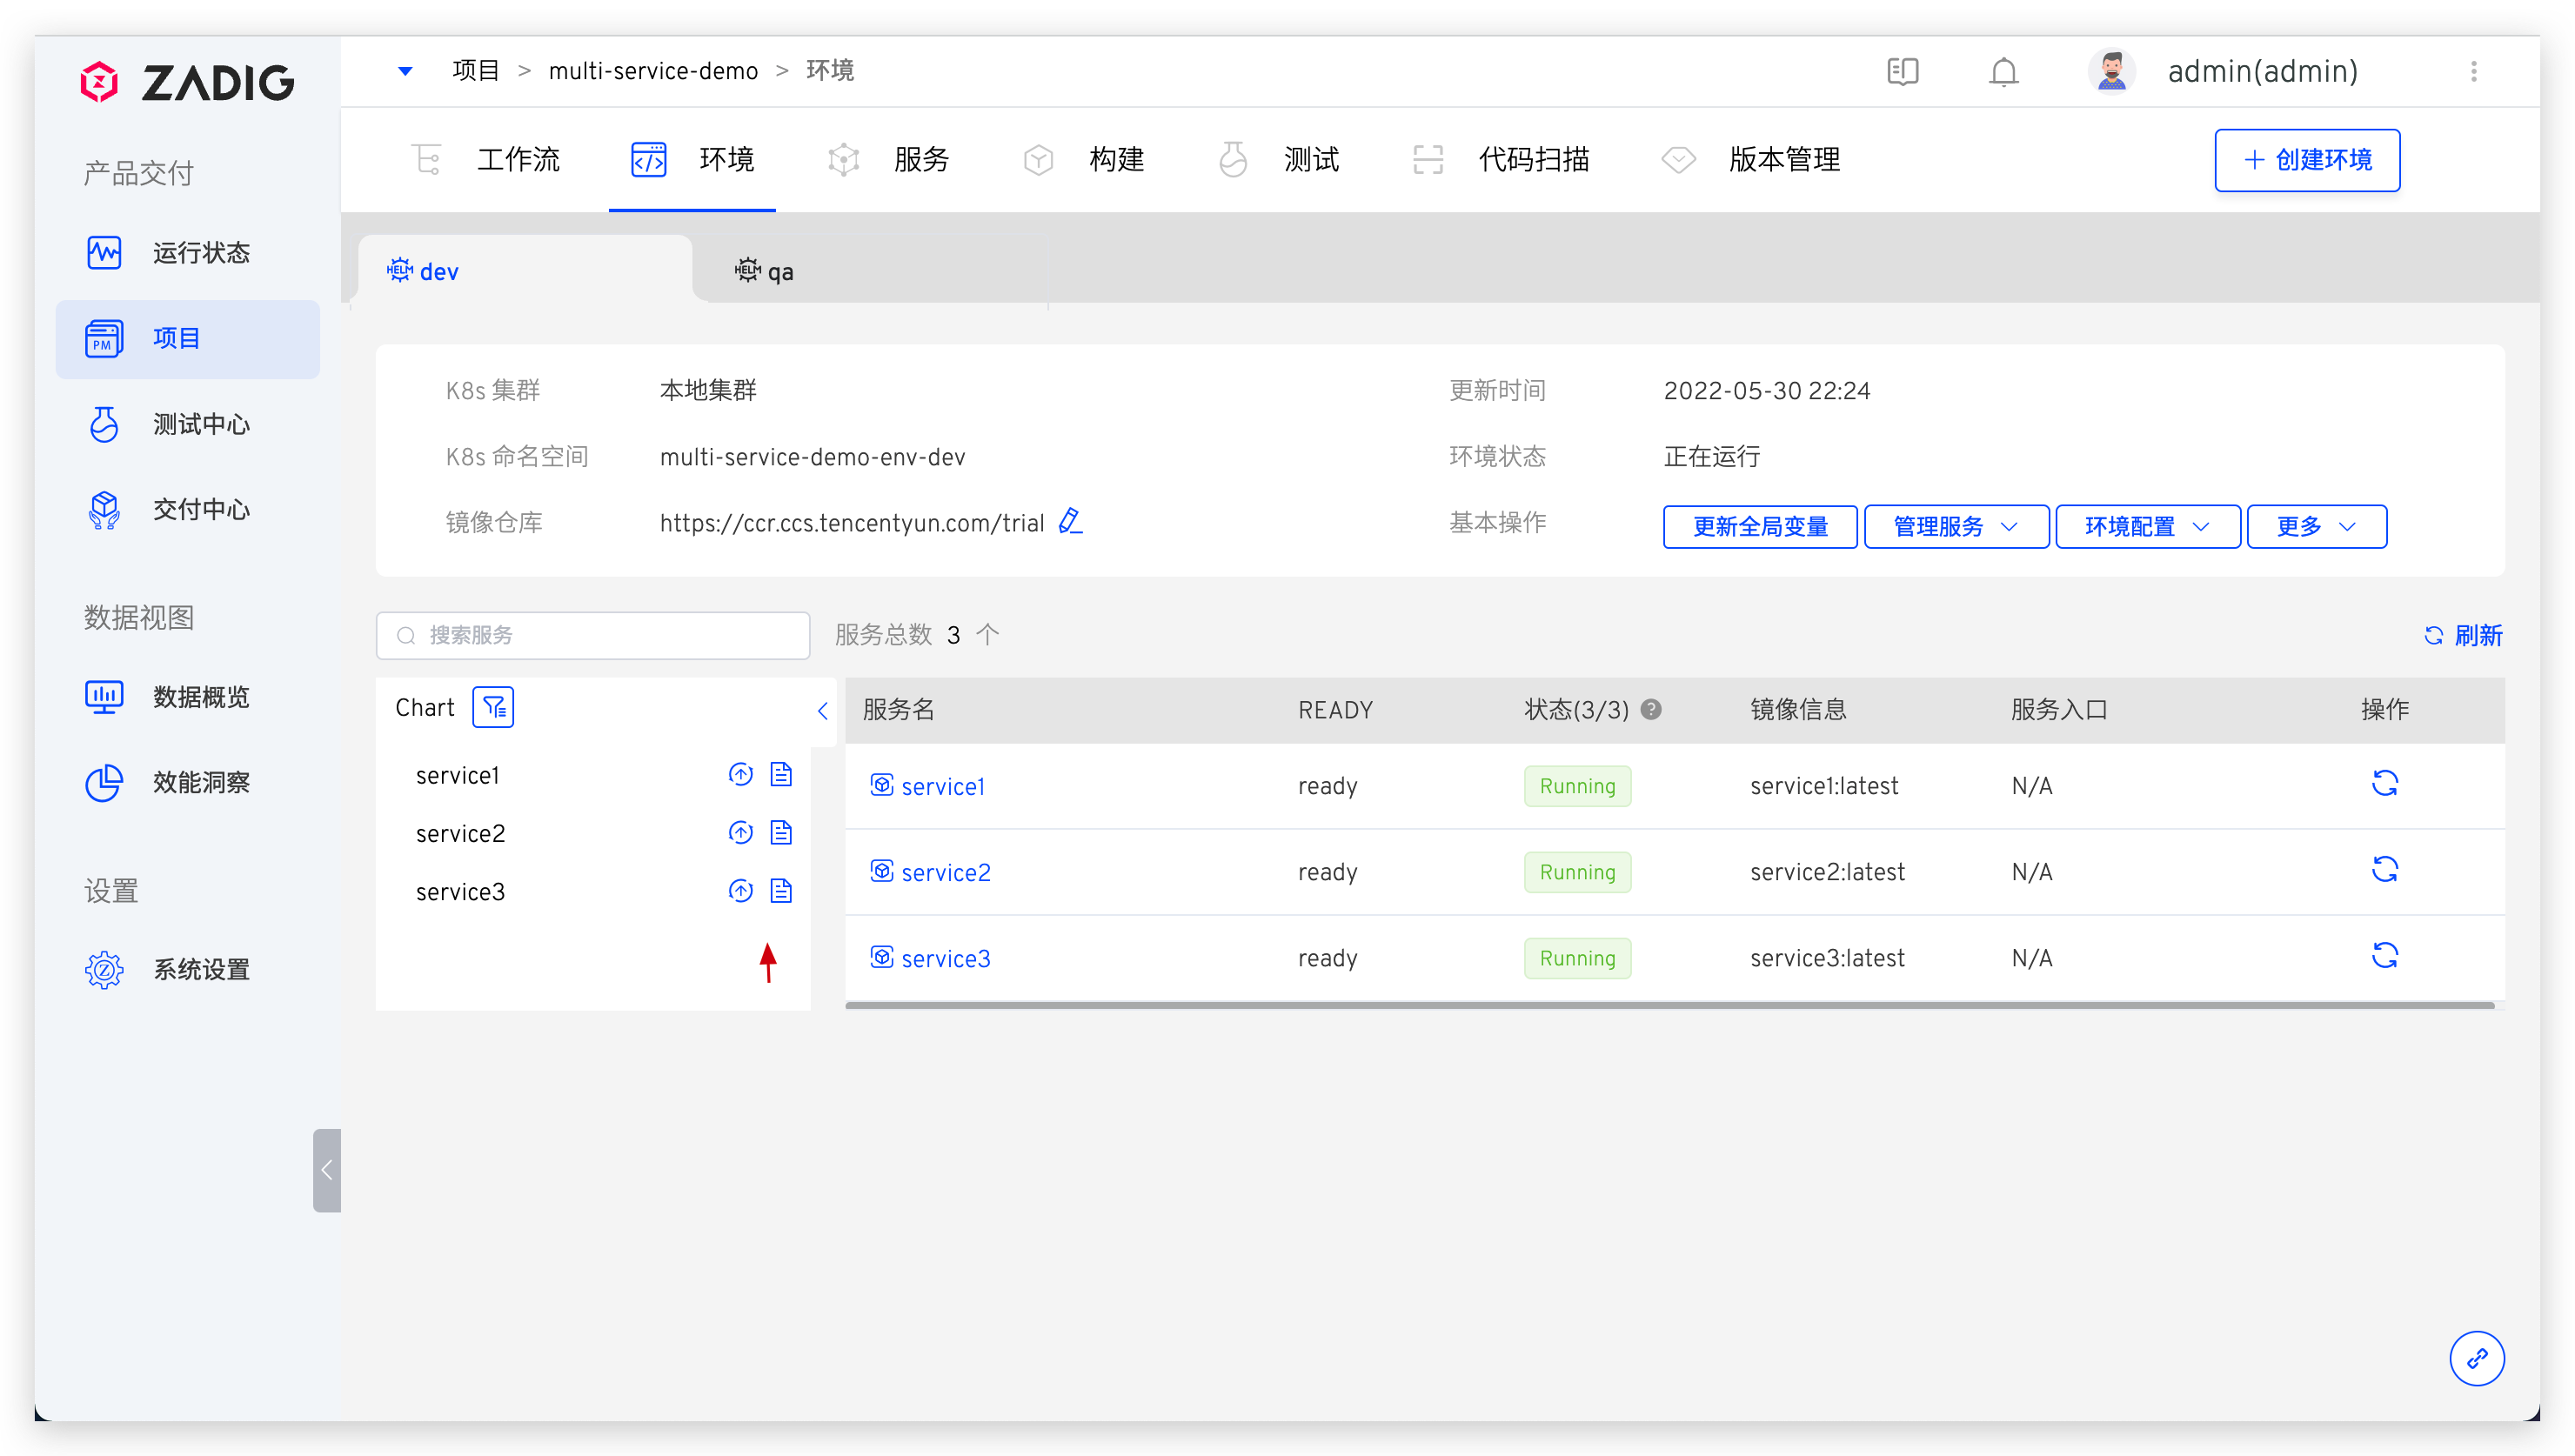 ZADIG
产品交付
运行状态
PM 项目
测试中心
交付中心
数据视图
数据概览
效能洞察
设置
系统设置
项目 > multi-service-demo > 环境
admin(admin)
工作流 环境 服务 构建 测试 代码扫描 版本管理
+ 创建环境
HELM dev HELM qa
K8s 集群 本地集群 更新时间 2022-05-30 22:24
K8s 命名空间 multi-service-demo-env-dev 环境状态 正在运行
镜像仓库 https://ccr.ccs.tencentyun.com/trial 基本操作 更新全局变量 管理服务 环境配置 更多
搜索服务 服务总数 3 个 刷新
Chart
service1
service2
service3
服务名 READY 状态(3/3) ? 镜像信息 服务入口 操作
service1 ready Running service1:latest N/A
service2 ready Running service2:latest N/A
service3 ready Running service3:latest N/A